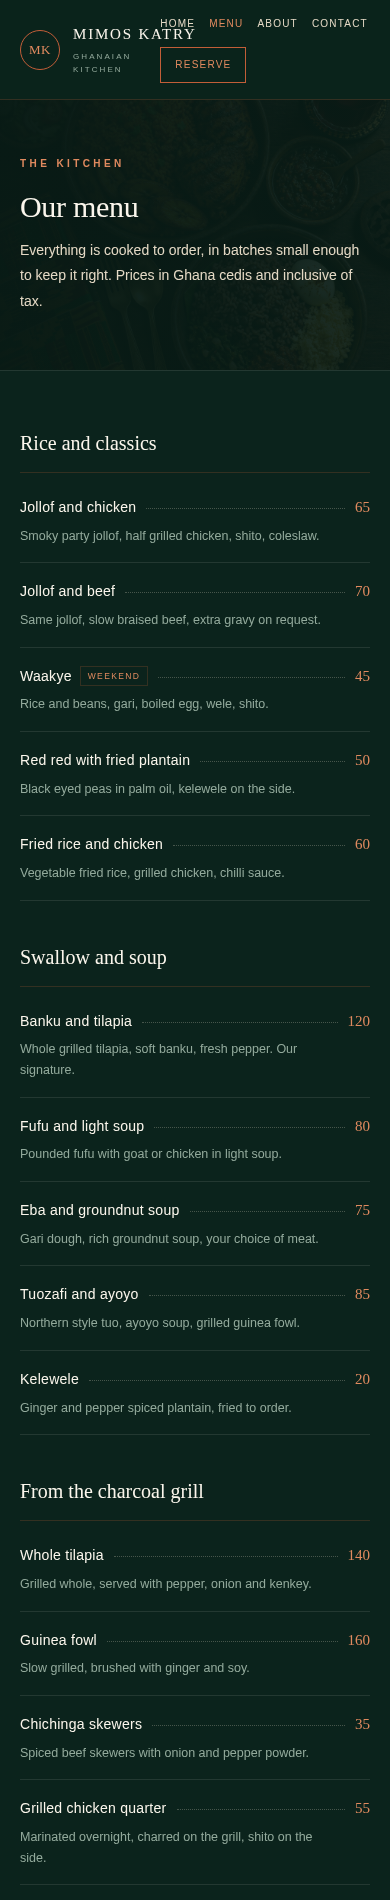 MK
MIMOS KATRY
GHANAIAN
KITCHEN
HOME MENU ABOUT CONTACT
RESERVE
THE KITCHEN
Our menu
Everything is cooked to order, in batches small enough
to keep it right. Prices in Ghana cedis and inclusive of
tax.
Rice and classics
Jollof and chicken 65
Smoky party jollof, half grilled chicken, shito, coleslaw.
Jollof and beef 70
Same jollof, slow braised beef, extra gravy on request.
Waakye WEEKEND 45
Rice and beans, gari, boiled egg, wele, shito.
Red red with fried plantain 50
Black eyed peas in palm oil, kelewele on the side.
Fried rice and chicken 60
Vegetable fried rice, grilled chicken, chilli sauce.
Swallow and soup
Banku and tilapia 120
Whole grilled tilapia, soft banku, fresh pepper. Our
signature.
Fufu and light soup 80
Pounded fufu with goat or chicken in light soup.
Eba and groundnut soup 75
Gari dough, rich groundnut soup, your choice of meat.
Tuozafi and ayoyo 85
Northern style tuo, ayoyo soup, grilled guinea fowl.
Kelewele 20
Ginger and pepper spiced plantain, fried to order.
From the charcoal grill
Whole tilapia 140
Grilled whole, served with pepper, onion and kenkey.
Guinea fowl 160
Slow grilled, brushed with ginger and soy.
Chichinga skewers 35
Spiced beef skewers with onion and pepper powder.
Grilled chicken quarter 55
Marinated overnight, charred on the grill, shito on the
side.